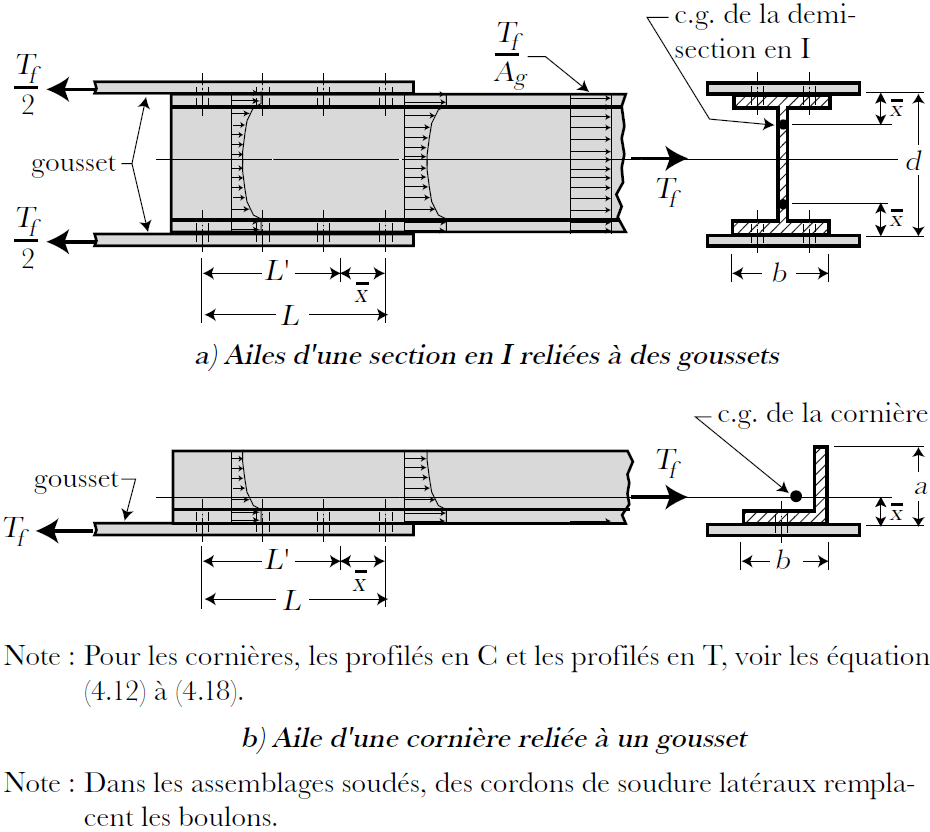 c.g. de la demi-
section en I
T_f/A_g
T_f/2
x̄
gousset
d
T_f
T_f/2
x̄
L'
x̄
b
L
a) Ailes d'une section en I reliées à des goussets
c.g. de la cornière
T_f
gousset
a
x̄
T_f
L'
x̄
b
L
Note : Pour les cornières, les profilés en C et les profilés en T, voir les équation
(4.12) à (4.18).
b) Aile d'une cornière reliée à un gousset
Note : Dans les assemblages soudés, des cordons de soudure latéraux rempla-
cent les boulons.